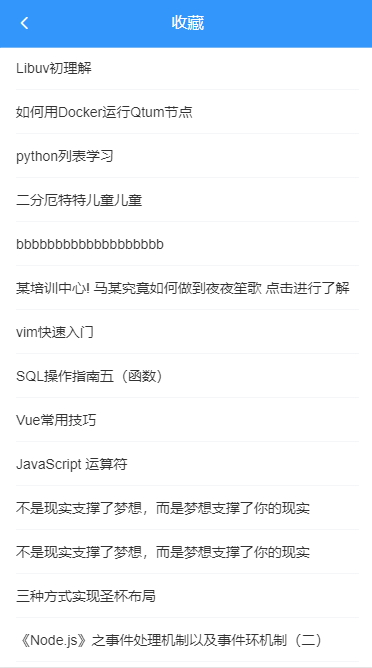 收藏
Libuv初理解
如何用Docker运行Qtum节点
python列表学习
二分厄特特儿童儿童
bbbbbbbbbbbbbbbbbbb
某培训中心! 马某究竟如何做到夜夜笙歌 点击进行了解
vim快速入门
SQL操作指南五（函数）
Vue常用技巧
JavaScript 运算符
不是现实支撑了梦想，而是梦想支撑了你的现实
不是现实支撑了梦想，而是梦想支撑了你的现实
三种方式实现圣杯布局
《Node.js》之事件处理机制以及事件环机制（二）